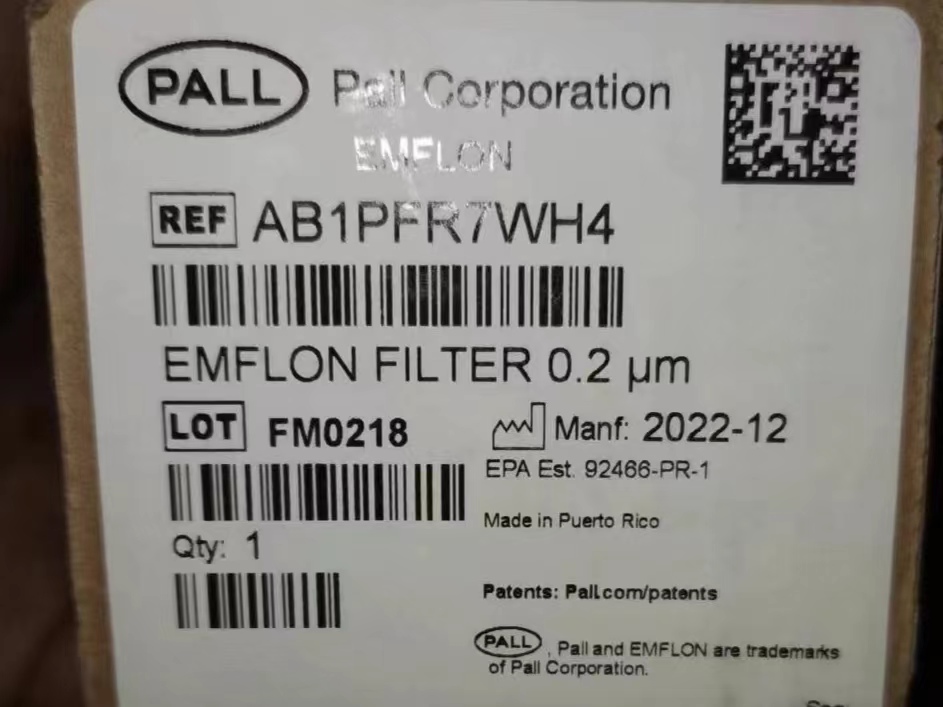 PALL Pall Corporation
EMFLON
REF AB1PFR7WH4
EMFLON FILTER 0.2 µm
LOT FM0218
Manf: 2022-12
EPA Est. 92466-PR-1
Made in Puerto Rico
Qty: 1
Patents: Pall.com/patents
PALL , Pall and EMFLON are trademarks
of Pall Corporation.